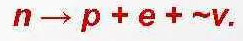 n → p + e + ~v.